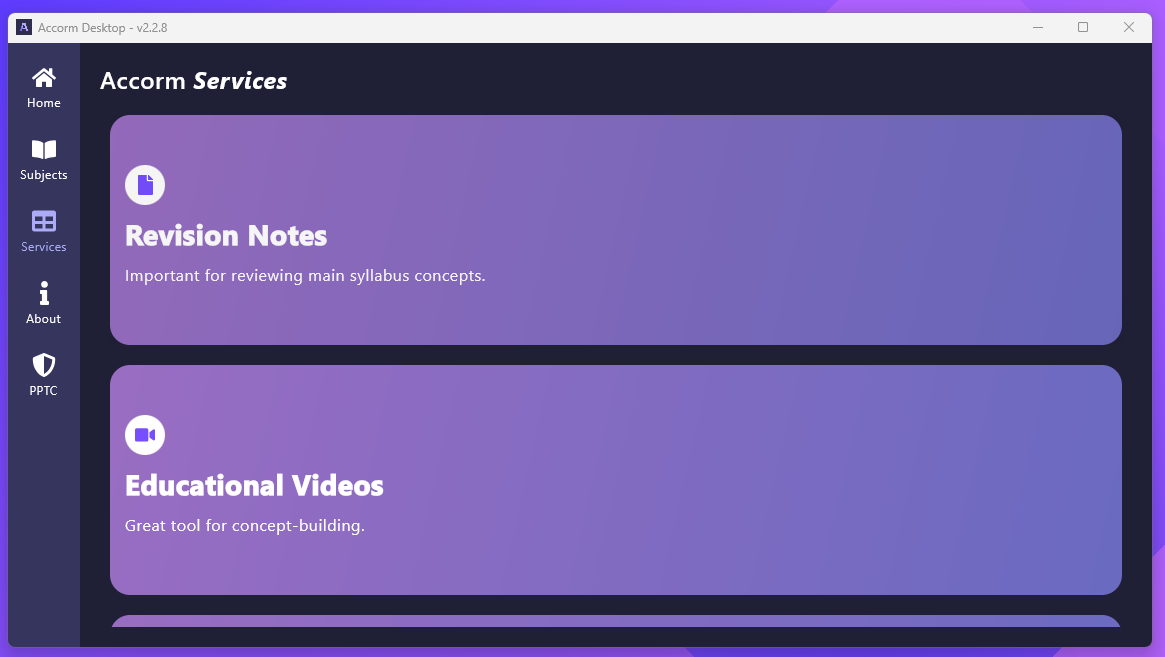 A Accorm Desktop - v2.2.8
Home
Subjects
Services
About
PPTC
Accorm Services
Revision Notes
Important for reviewing main syllabus concepts.
Educational Videos
Great tool for concept-building.